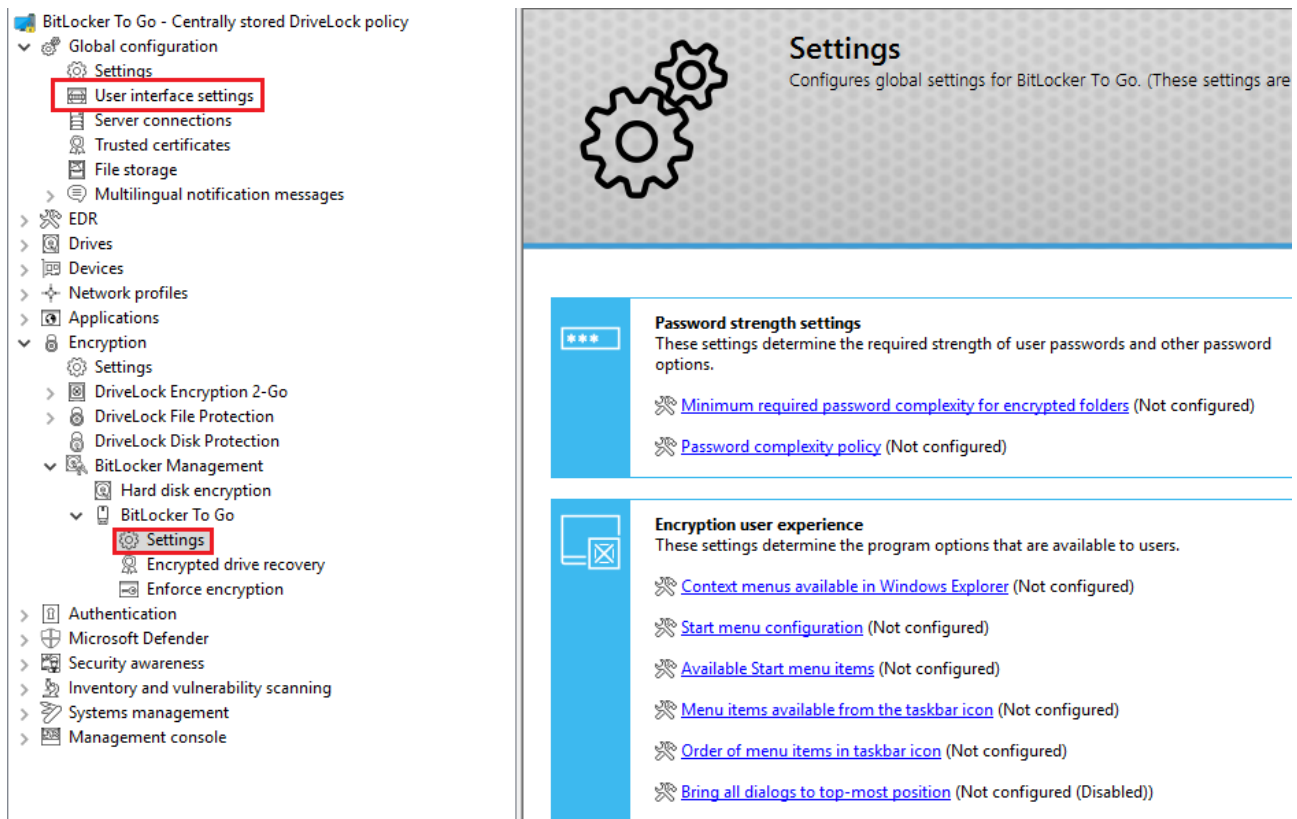 BitLocker To Go - Centrally stored DriveLock policy
Global configuration
Settings
User interface settings
Server connections
Trusted certificates
File storage
Multilingual notification messages
EDR
Drives
Devices
Network profiles
Applications
Encryption
Settings
DriveLock Encryption 2-Go
DriveLock File Protection
DriveLock Disk Protection
BitLocker Management
Hard disk encryption
BitLocker To Go
Settings
Encrypted drive recovery
Enforce encryption
Authentication
Microsoft Defender
Security awareness
Inventory and vulnerability scanning
Systems management
Management console
Settings
Configures global settings for BitLocker To Go. (These settings are
***
Password strength settings
These settings determine the required strength of user passwords and other password
options.
Minimum required password complexity for encrypted folders (Not configured)
Password complexity policy (Not configured)
Encryption user experience
These settings determine the program options that are available to users.
Context menus available in Windows Explorer (Not configured)
Start menu configuration (Not configured)
Available Start menu items (Not configured)
Menu items available from the taskbar icon (Not configured)
Order of menu items in taskbar icon (Not configured)
Bring all dialogs to top-most position (Not configured (Disabled))